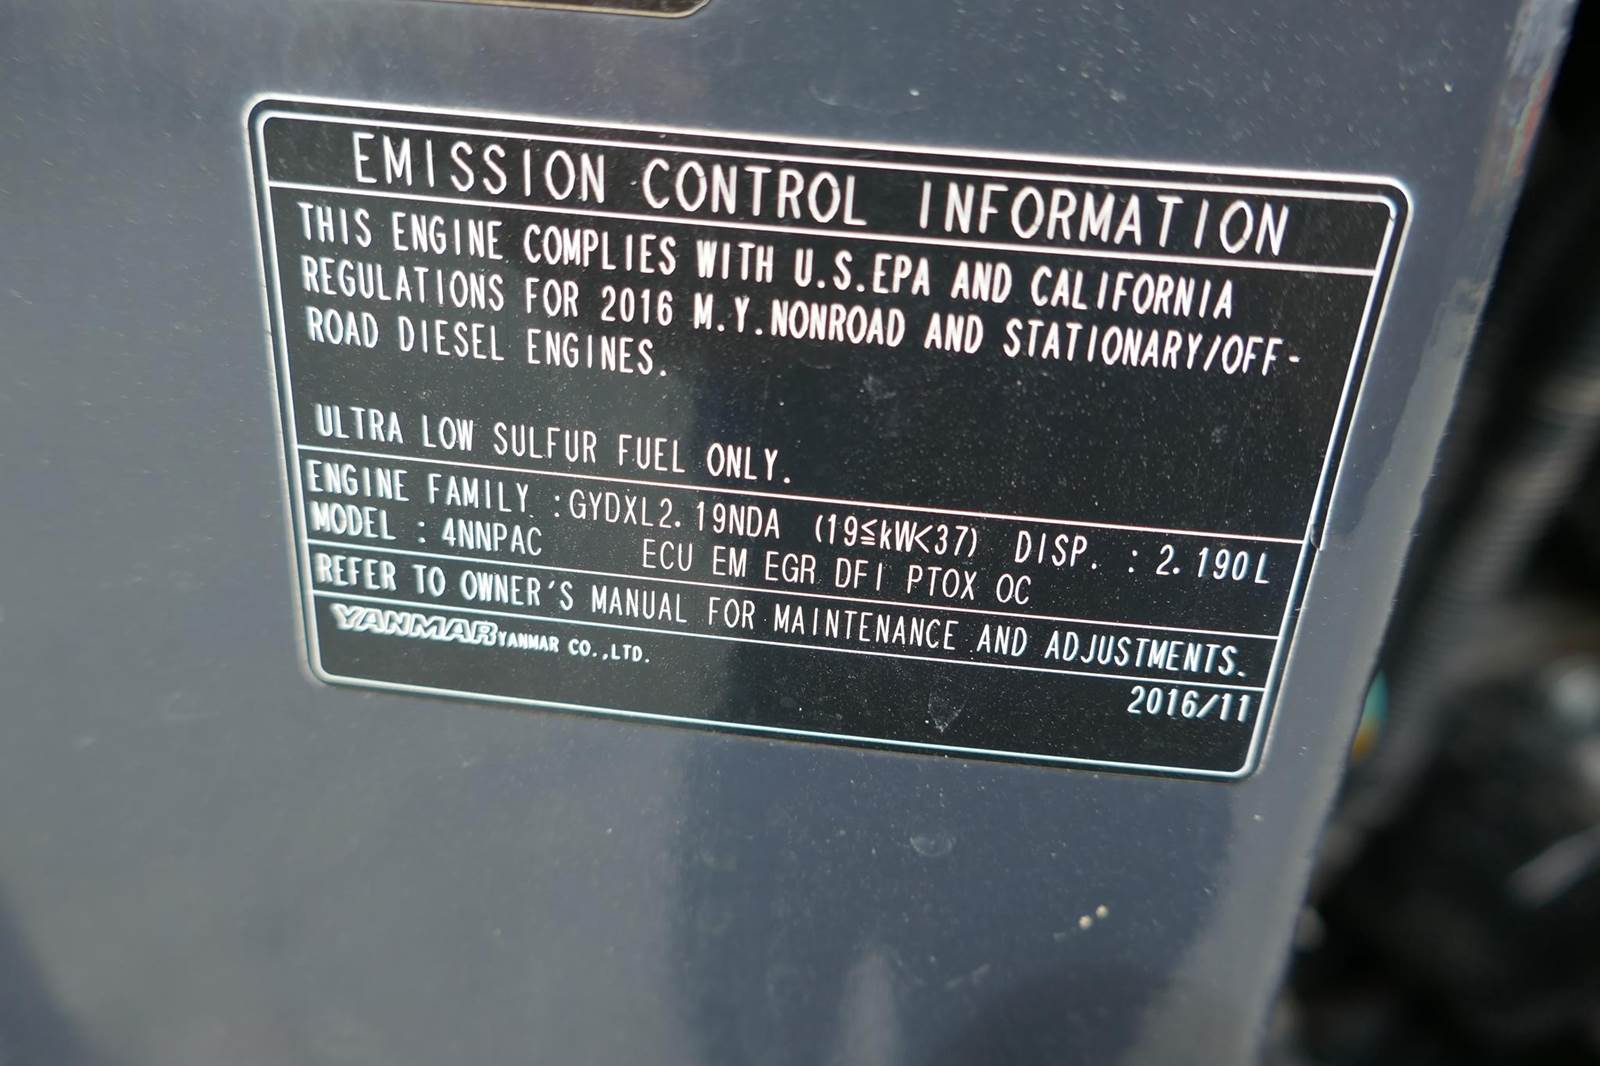 EMISSION CONTROL INFORMATION
THIS ENGINE COMPLIES WITH U.S.EPA AND CALIFORNIA
REGULATIONS FOR 2016 M.Y.NONROAD AND STATIONARY/OFF-
ROAD DIESEL ENGINES.
ULTRA LOW SULFUR FUEL ONLY.
ENGINE FAMILY :GYDXL2.19NDA (19≦kW<37) DISP. : 2.190L
MODEL : 4NNPAC ECU EM EGR DFI PTOX OC
REFER TO OWNER'S MANUAL FOR MAINTENANCE AND ADJUSTMENTS.
YANMAR YANMAR CO.,LTD.
2016/11